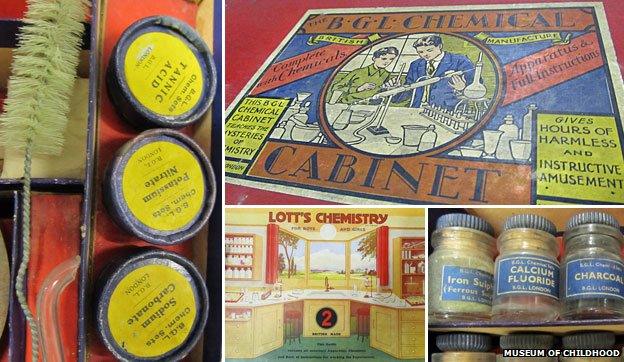 B.G.L.
LONDON
TANNIC
ACID
B.G.L.
Chem. Sets
B.G.L. LONDON
Potassium
Nitrate
B.G.L.
Chem. Sets
B.G.L.
LONDON
Sodium
Carbonate
B.G.L.
Chem. Sets
THE B.G.L. CHEMICAL
BRITISH MANUFACTURE
Complete
with Chemicals
Apparatus &
Full Instructions
THIS B.G.L
CHEMICAL
CABINET
TEACHES THE
MYSTERIES OF
CHEMISTRY
GIVES
HOURS OF
HARMLESS
AND
INSTRUCTIVE
AMUSEMENT
CABINET
LOTT'S CHEMISTRY
FOR BOYS AND GIRLS
2
BRITISH MADE
B.G.L.
Iron Sulp
(Ferrous
B.G.L.
B.G.L.
CALCIUM
FLUORIDE
B.G.L. LONDON
B.G.L.
CHARCOAL
B.G.L. LONDON
MUSEUM OF CHILDHOOD